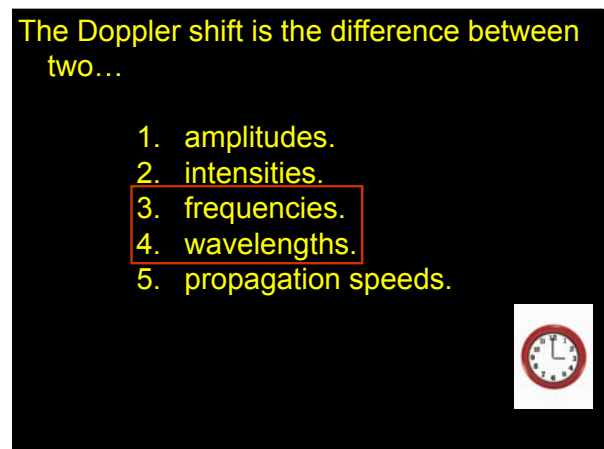 The Doppler shift is the difference between
two…
1. amplitudes.
2. intensities.
3. frequencies.
4. wavelengths.
5. propagation speeds.